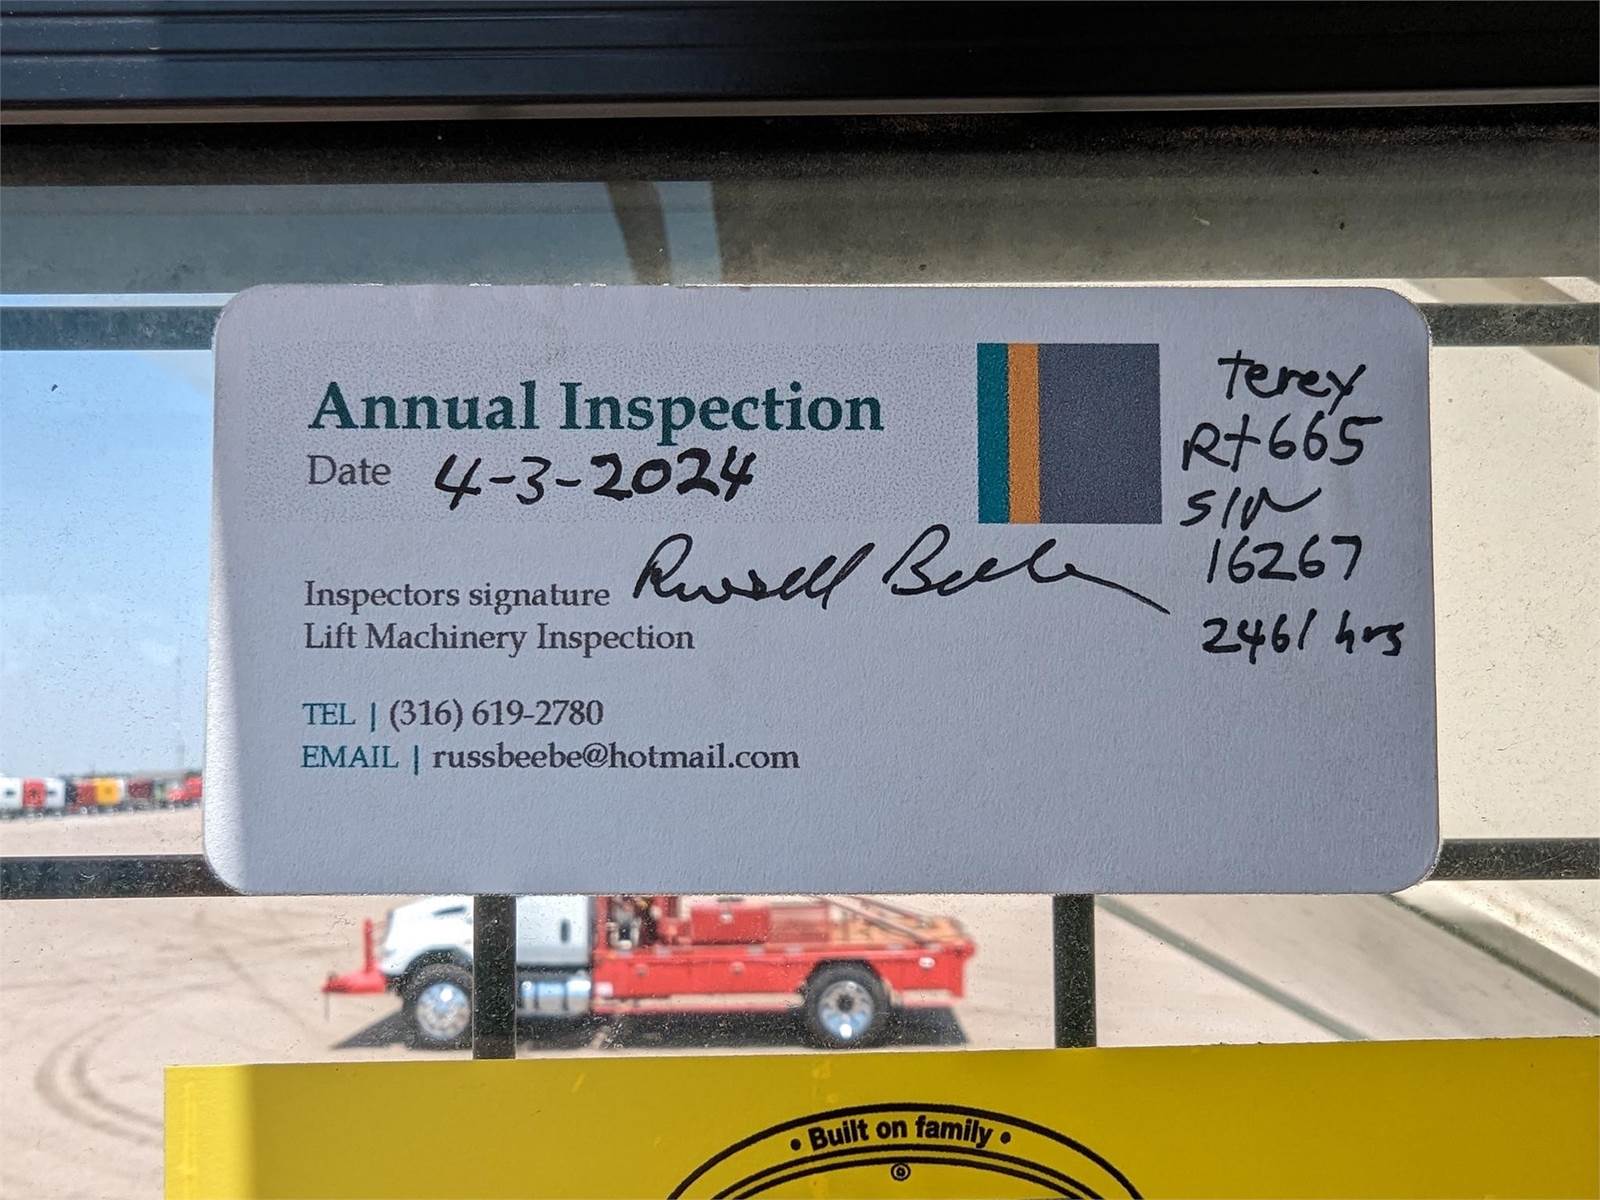 Annual Inspection
Date 4-3-2024
Inspectors signature Russell Beebe
Lift Machinery Inspection
TEL | (316) 619-2780
EMAIL | russbeebe@hotmail.com
terex
Rt665
S/N
16267
2461 hrs
• Built on family •